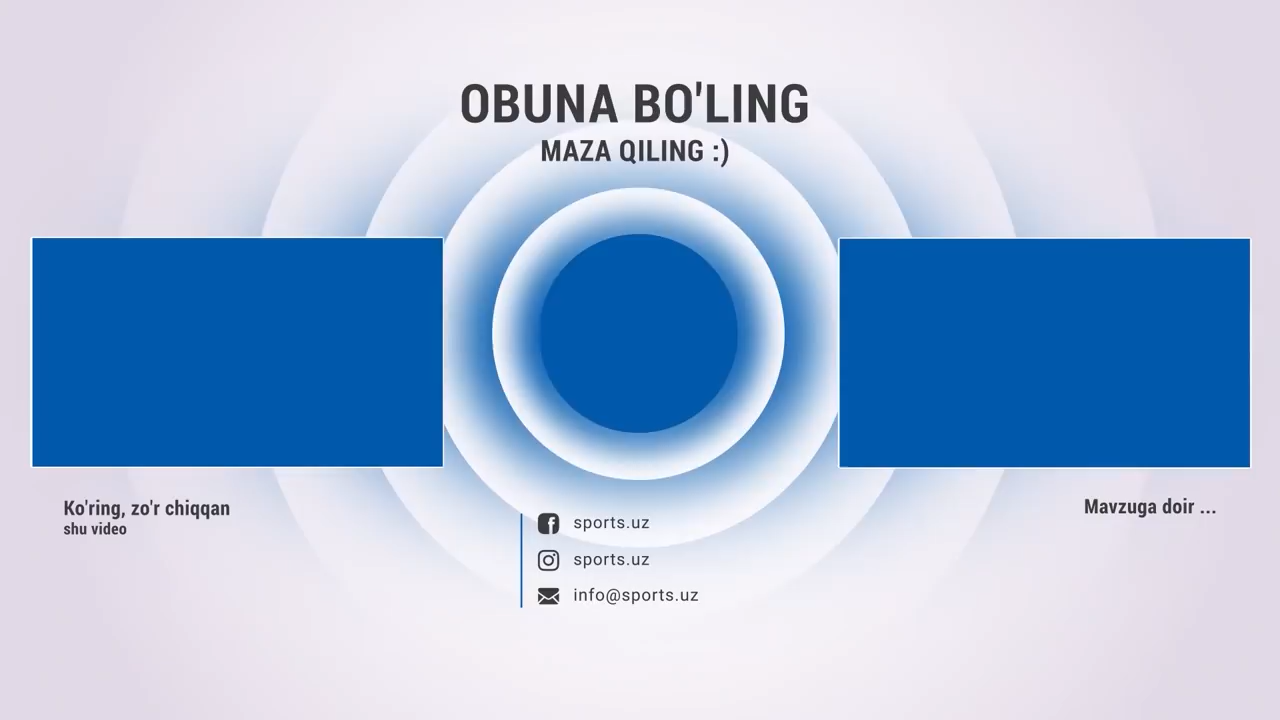 OBUNA BO'LING
MAZA QILING :)
Ko'ring, zo'r chiqqan
shu video
Mavzuga doir ...
sports.uz
sports.uz
info@sports.uz